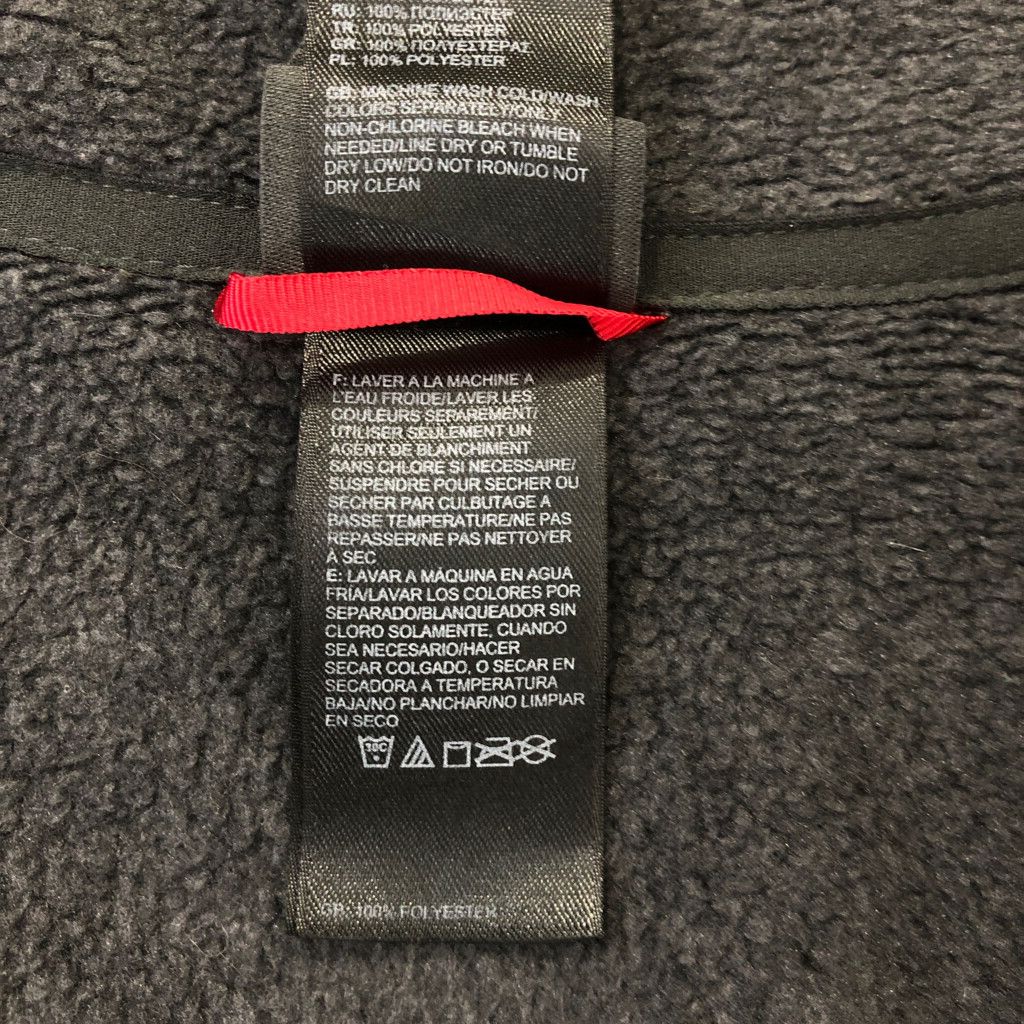 RU: 100% ПОЛИЭСТЕР
TR: 100% POLYESTER
GR: 100% ΠΟΛΥΕΣΤΕΡΑΣ
PL: 100% POLYESTER
GB: MACHINE WASH COLD/WASH
COLORS SEPARATELY/ONLY
NON-CHLORINE BLEACH WHEN
NEEDED/LINE DRY OR TUMBLE
DRY LOW/DO NOT IRON/DO NOT
DRY CLEAN
F: LAVER A LA MACHINE A
L'EAU FROIDE/LAVER LES
COULEURS SEPAREMENT/
UTILISER SEULEMENT UN
AGENT DE BLANCHIMENT
SANS CHLORE SI NECESSAIRE/
SUSPENDRE POUR SECHER OU
SECHER PAR CULBUTAGE A
BASSE TEMPERATURE/NE PAS
REPASSER/NE PAS NETTOYER
À SEC
E: LAVAR A MÁQUINA EN AGUA
FRIA/LAVAR LOS COLORES POR
SEPARADO/BLANQUEADOR SIN
CLORO SOLAMENTE, CUANDO
SEA NECESARIO/HACER
SECAR COLGADO, O SECAR EN
SECADORA A TEMPERATURA
BAJA/NO PLANCHAR/NO LIMPIAR
EN SECO
30C
GB: 100% POLYESTER